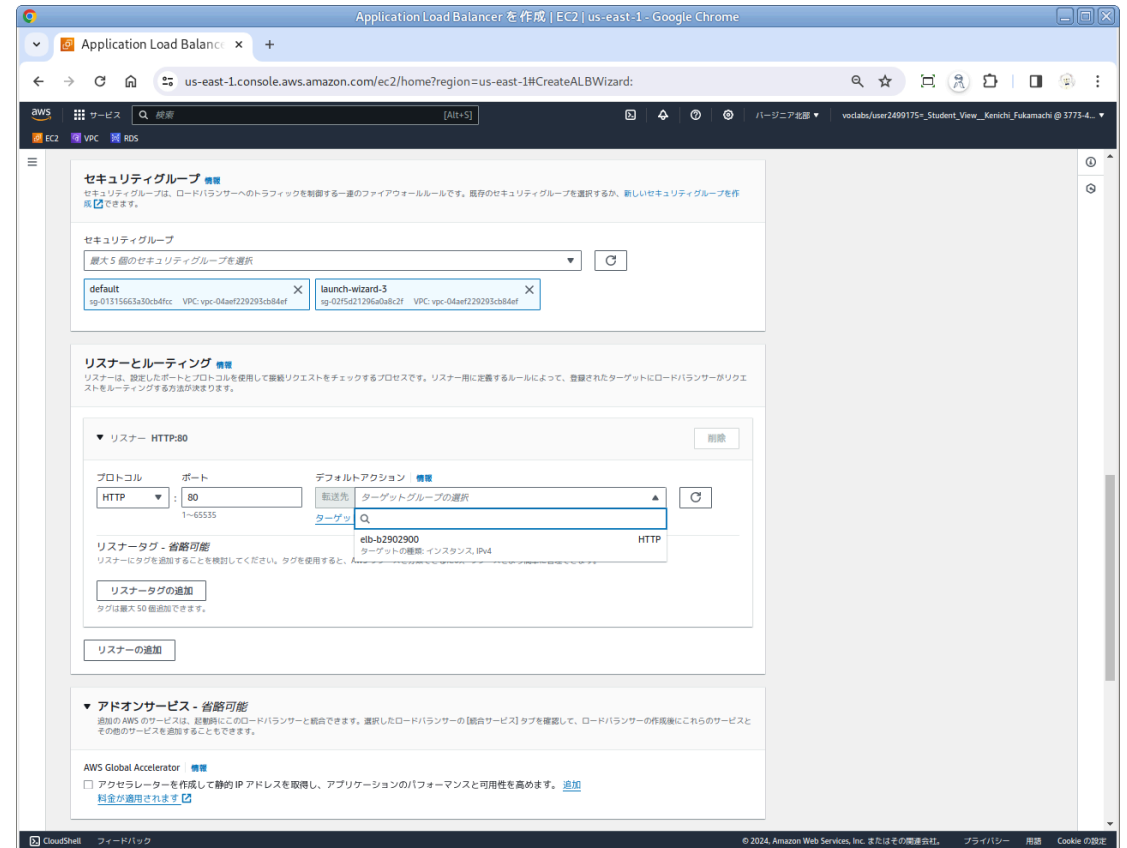 Application Load Balancer を作成 | EC2 | us-east-1 - Google Chrome
Application Load Balanc
us-east-1.console.aws.amazon.com/ec2/home?region=us-east-1#CreateALBWizard:
aws サービス 検索 [Alt+S] バージニア北部 ▼ voclabs/user2499175=_Student_View__Kenichi_Fukamachi @ 3773-4... ▼
EC2 VPC RDS
セキュリティグループ 情報
セキュリティグループは、ロードバランサーへのトラフィックを制御する一連のファイアウォールルールです。既存のセキュリティグループを選択するか、新しいセキュリティグループを作
成できます。
セキュリティグループ
最大 5 個のセキュリティグループを選択
default
sg-01315663a30cb4fcc VPC: vpc-04aef229293cb84ef
launch-wizard-3
sg-02f5d21296a0a8c2f VPC: vpc-04aef229293cb84ef
リスナーとルーティング 情報
リスナーは、設定したポートとプロトコルを使用して接続リクエストをチェックするプロセスです。リスナー用に定義するルールによって、登録されたターゲットにロードバランサーがリクエ
ストをルーティングする方法が決まります。
▼ リスナー HTTP:80 削除
プロトコル ポート デフォルトアクション 情報
HTTP : 80 転送先 ターゲットグループの選択
1~65535 ターゲッ
elb-b2902900 HTTP
ターゲットの種類: インスタンス, IPv4
リスナータグ - 省略可能
リスナーにタグを追加することを検討してください。タグを使用すると、
リスナータグの追加
タグは最大 50 個追加できます。
リスナーの追加
▼ アドオンサービス - 省略可能
追加の AWS のサービスは、起動時にこのロードバランサーと統合できます。選択したロードバランサーの [統合サービス] タブを確認して、ロードバランサーの作成後にこれらのサービスと
その他のサービスを追加することもできます。
AWS Global Accelerator 情報
アクセラレーターを作成して静的 IP アドレスを取得し、アプリケーションのパフォーマンスと可用性を高めます。 追加
料金が適用されます
CloudShell フィードバック © 2024, Amazon Web Services, Inc. またはその関連会社。 プライバシー 用語 Cookie の設定